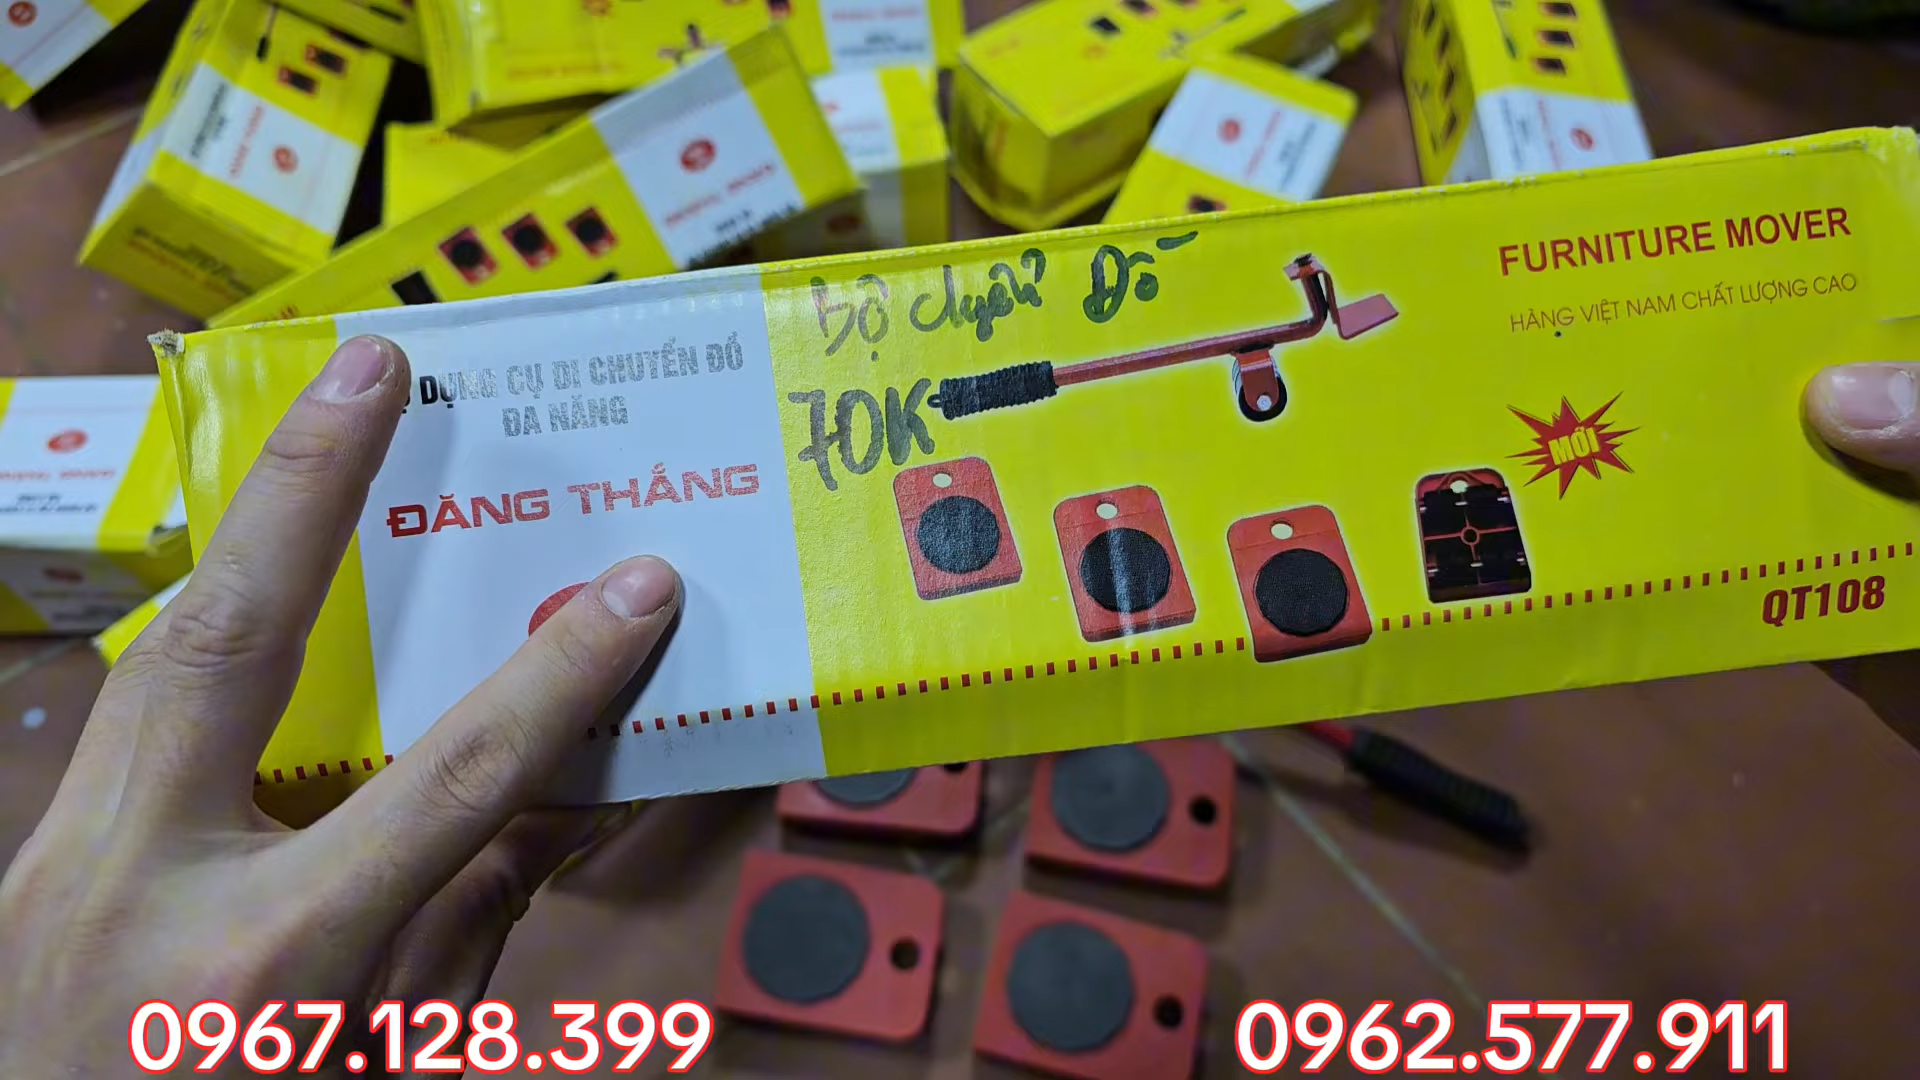 Bộ chuyển Đồ
70K
FURNITURE MOVER
HÀNG VIỆT NAM CHẤT LƯỢNG CAO
DỤNG CỤ DI CHUYỂN ĐỒ
ĐA NĂNG
ĐĂNG THẮNG
MỚI
QT108
0967.128.399
0962.577.911